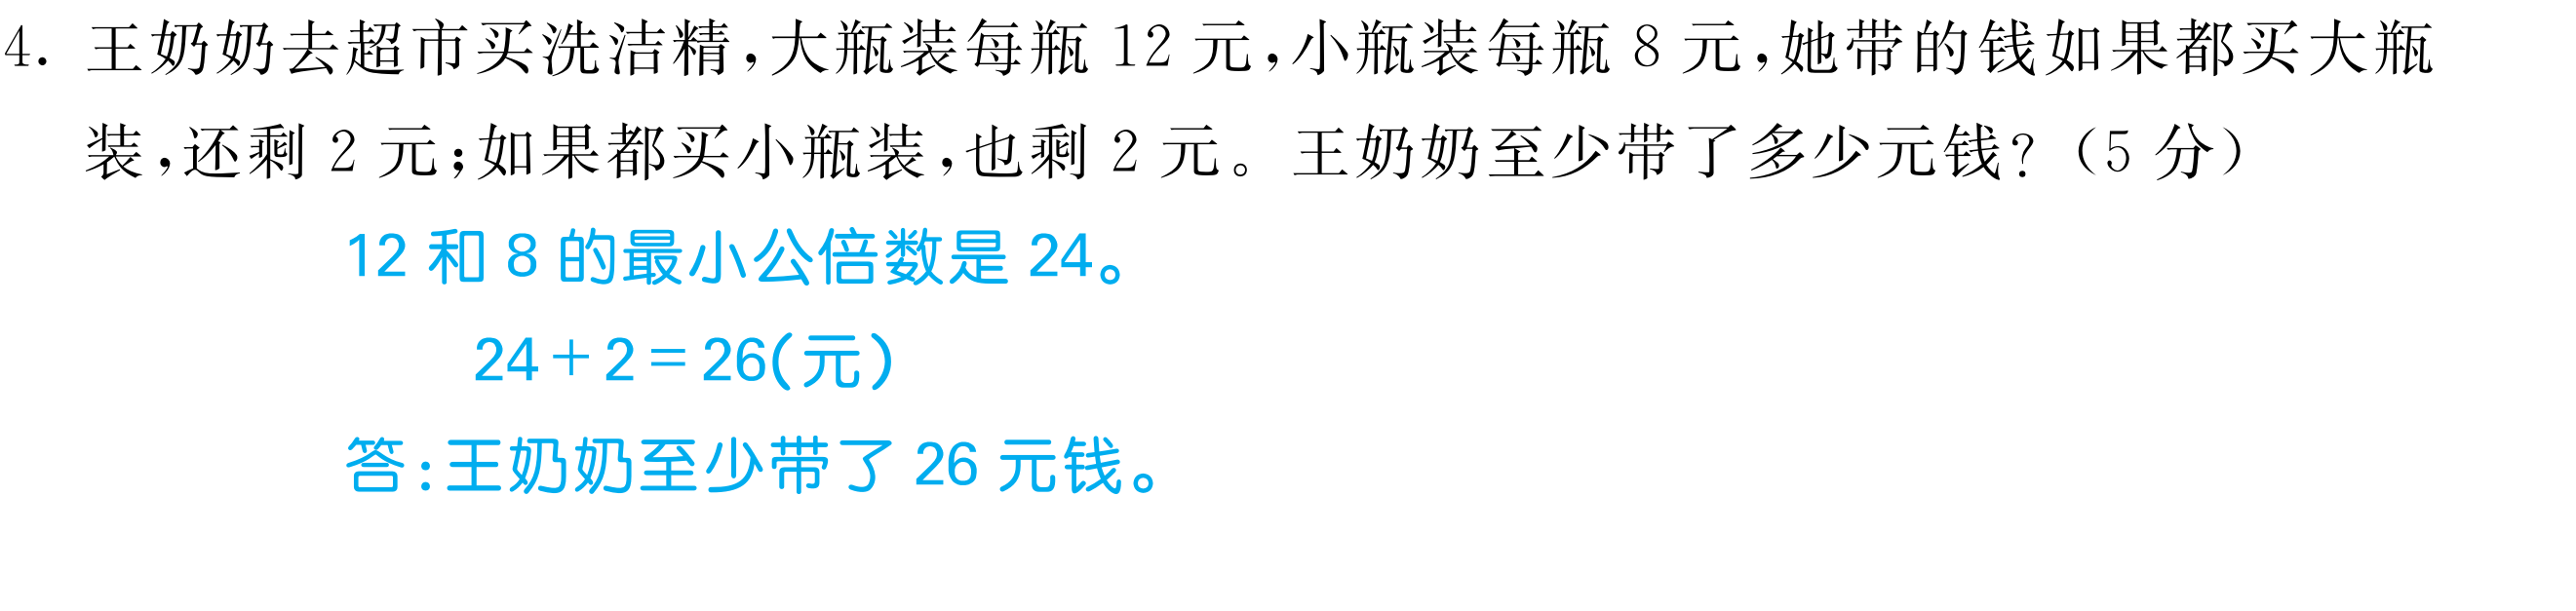 4. 王奶奶去超市买洗洁精,大瓶装每瓶 12 元,小瓶装每瓶 8 元,她带的钱如果都买大瓶
装,还剩 2 元;如果都买小瓶装,也剩 2 元。王奶奶至少带了多少元钱?(5 分)
12 和 8 的最小公倍数是 24。
24+2=26(元)
答:王奶奶至少带了 26 元钱。